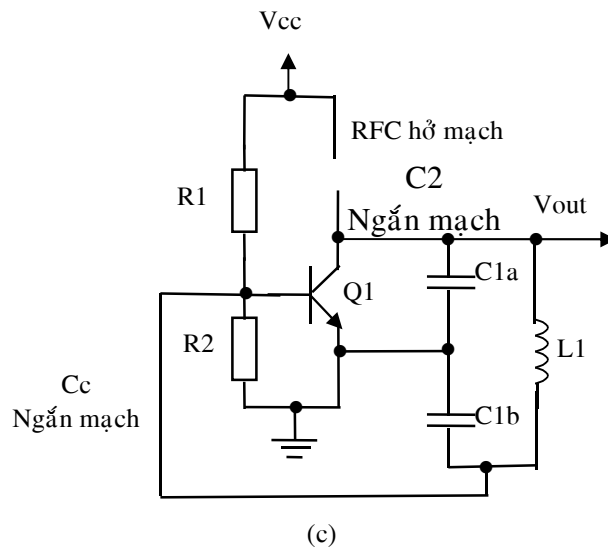 Vcc
RFC hở mạch
C2
Ngắn mạch
Vout
R1
C1a
Q1
L1
R2
Cc
Ngắn mạch
C1b
(c)